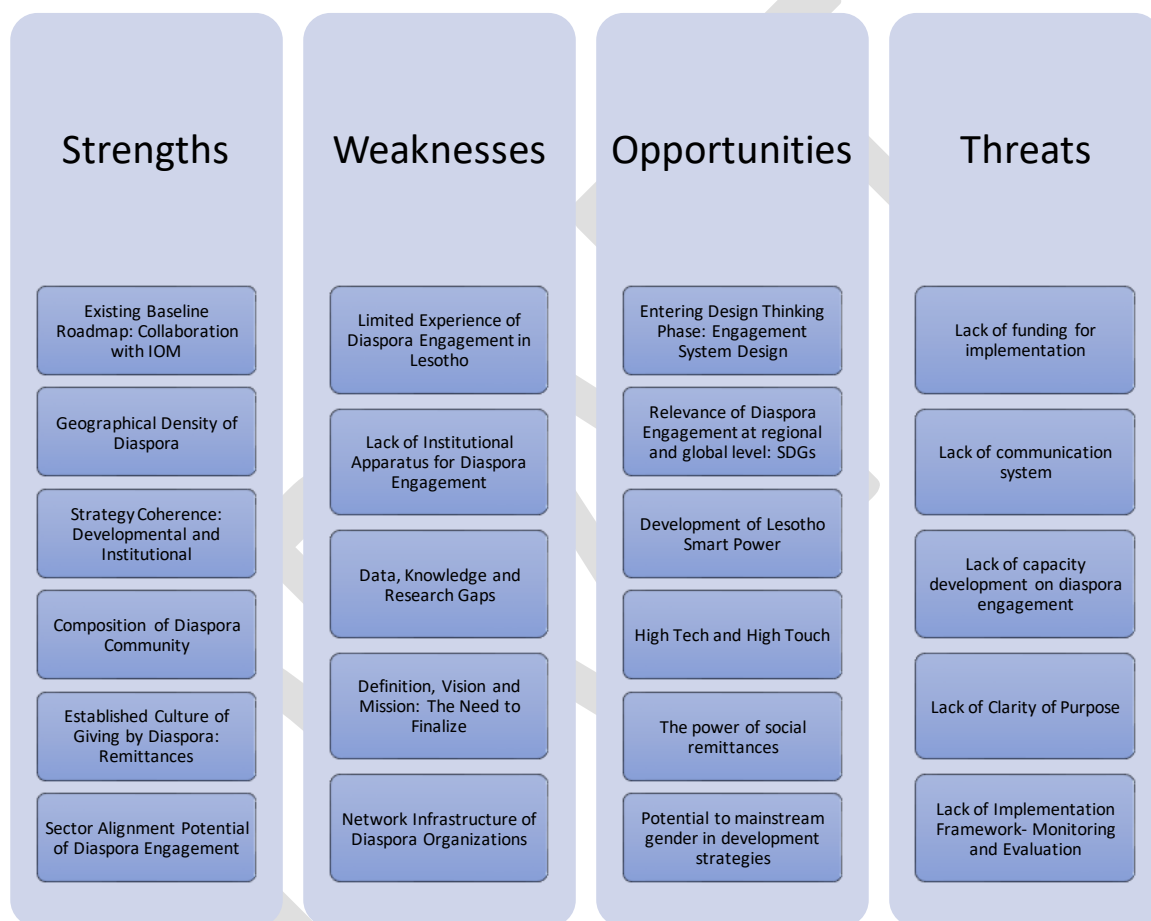 Strengths
Existing Baseline
Roadmap: Collaboration
with IOM
Geographical Density of
Diaspora
Strategy Coherence:
Developmental and
Institutional
Composition of Diaspora
Community
Established Culture of
Giving by Diaspora:
Remittances
Sector Alignment Potential
of Diaspora Engagement
Weaknesses
Limited Experience of
Diaspora Engagement in
Lesotho
Lack of Institutional
Apparatus for Diaspora
Engagement
Data, Knowledge and
Research Gaps
Definition, Vision and
Mission: The Need to
Finalize
Network Infrastructure of
Diaspora Organizations
Opportunities
Entering Design Thinking
Phase: Engagement
System Design
Relevance of Diaspora
Engagement at regional
and global level: SDGs
Development of Lesotho
Smart Power
High Tech and High Touch
The power of social
remittances
Potential to mainstream
gender in development
strategies
Threats
Lack of funding for
implementation
Lack of communication
system
Lack of capacity
development on diaspora
engagement
Lack of Clarity of Purpose
Lack of Implementation
Framework- Monitoring
and Evaluation